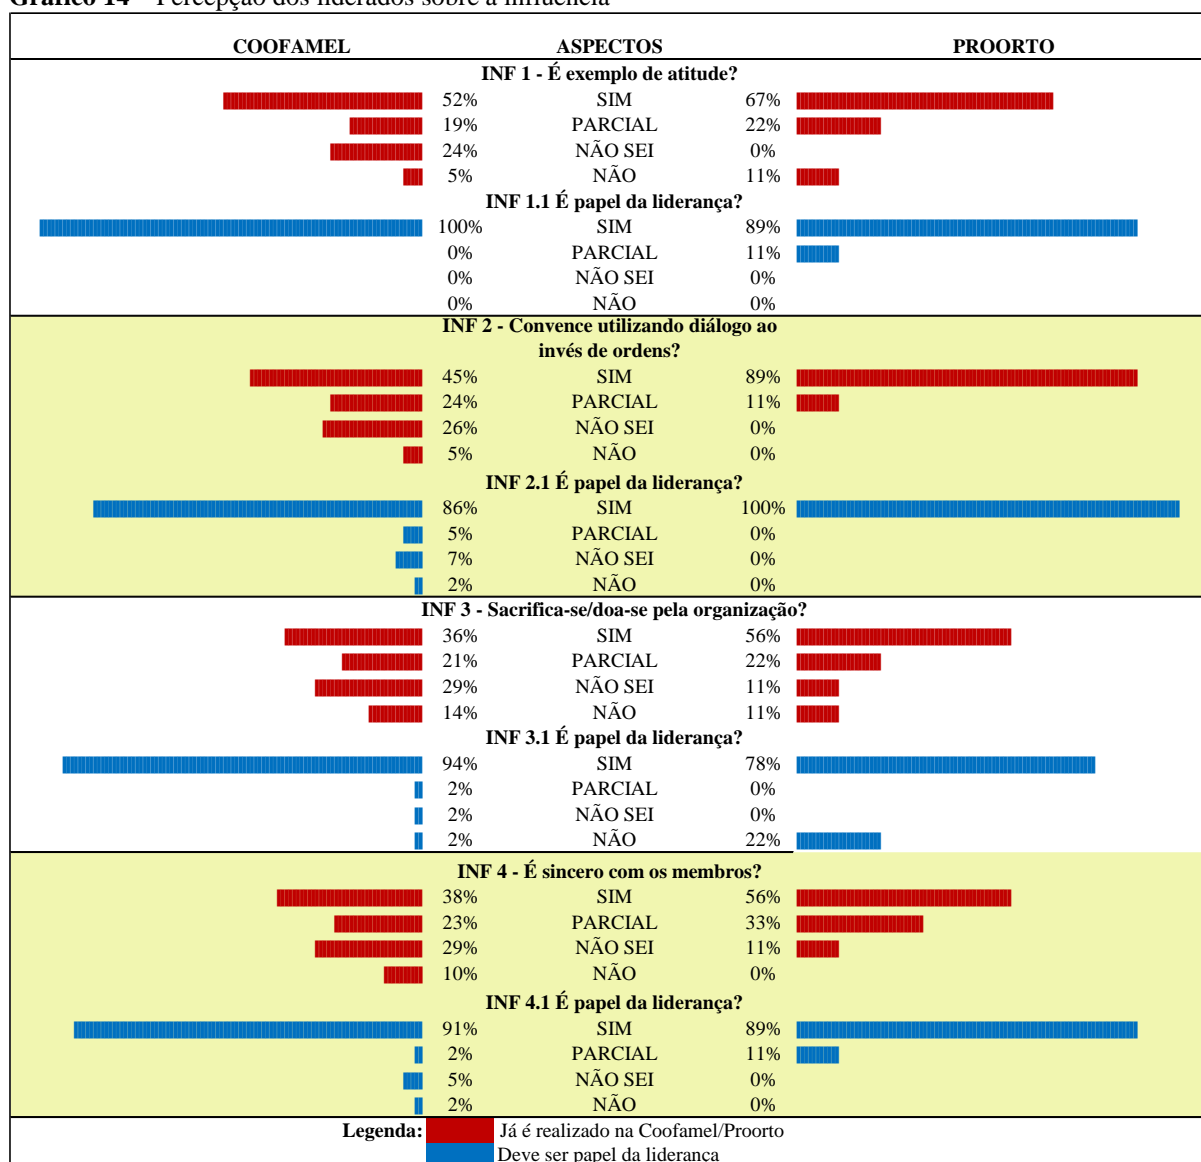 Gráfico 14 – Percepção dos liderados sobre a influência
COOFAMEL ASPECTOS PROORTO
INF 1 - É exemplo de atitude?
52% SIM 67%
19% PARCIAL 22%
24% NÃO SEI 0%
5% NÃO 11%
INF 1.1 É papel da liderança?
100% SIM 89%
0% PARCIAL 11%
0% NÃO SEI 0%
0% NÃO 0%
INF 2 - Convence utilizando diálogo ao
invés de ordens?
45% SIM 89%
24% PARCIAL 11%
26% NÃO SEI 0%
5% NÃO 0%
INF 2.1 É papel da liderança?
86% SIM 100%
5% PARCIAL 0%
7% NÃO SEI 0%
2% NÃO 0%
INF 3 - Sacrifica-se/doa-se pela organização?
36% SIM 56%
21% PARCIAL 22%
29% NÃO SEI 11%
14% NÃO 11%
INF 3.1 É papel da liderança?
94% SIM 78%
2% PARCIAL 0%
2% NÃO SEI 0%
2% NÃO 22%
INF 4 - É sincero com os membros?
38% SIM 56%
23% PARCIAL 33%
29% NÃO SEI 11%
10% NÃO 0%
INF 4.1 É papel da liderança?
91% SIM 89%
2% PARCIAL 11%
5% NÃO SEI 0%
2% NÃO 0%
Legenda: Já é realizado na Coofamel/Proorto
Deve ser papel da liderança